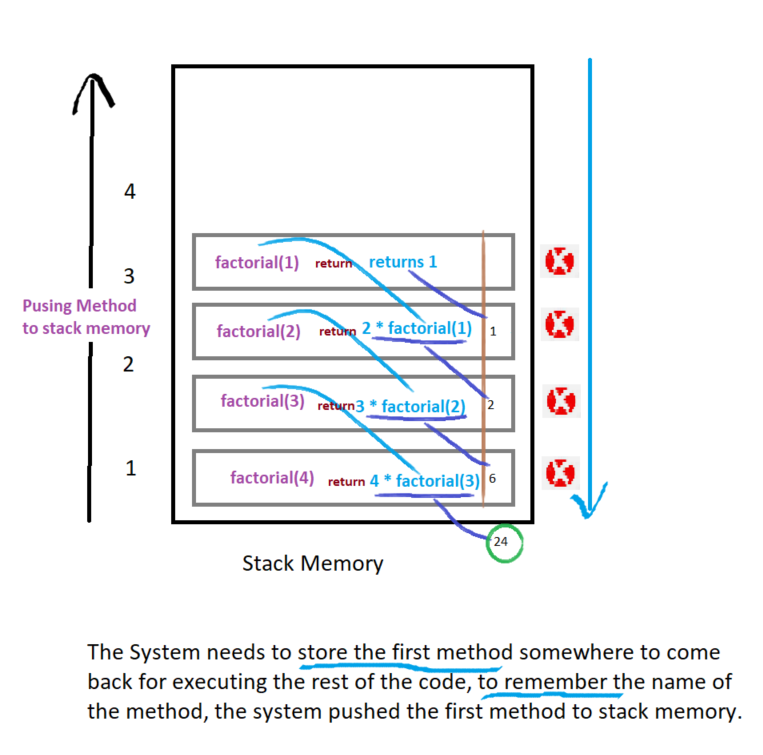 4
factorial(1) return returns 1
3
Pusing Method
to stack memory
factorial(2) return 2 * factorial(1) 1
2
factorial(3) return 3 * factorial(2) 2
1
factorial(4) return 4 * factorial(3) 6
24
Stack Memory
The System needs to store the first method somewhere to come
back for executing the rest of the code, to remember the name of
the method, the system pushed the first method to stack memory.